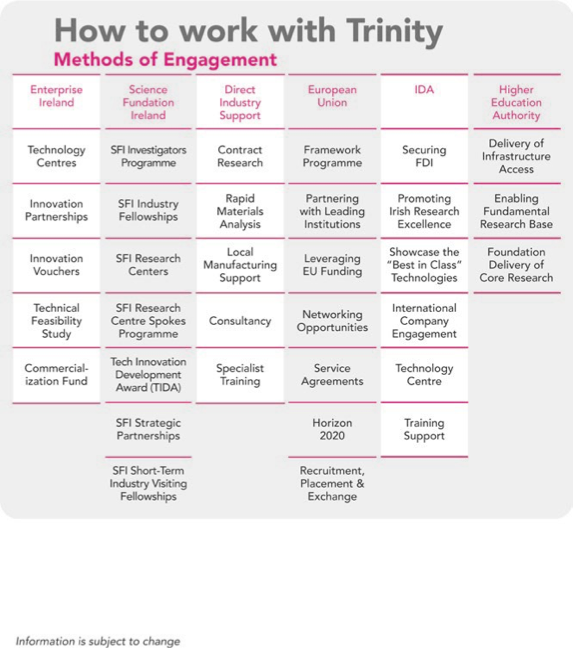 How to work with Trinity
Methods of Engagement
Enterprise
Ireland
Technology
Centres
Innovation
Partnerships
Innovation
Vouchers
Technical
Feasibility
Study
Commercial-
ization Fund
Science
Fundation
Ireland
SFI Investigators
Programme
SFI Industry
Fellowships
SFI Research
Centers
SFI Research
Centre Spokes
Programme
Tech Innovation
Development
Award (TIDA)
SFI Strategic
Partnerships
SFI Short-Term
Industry Visiting
Fellowships
Direct
Industry
Support
Contract
Research
Rapid
Materials
Analysis
Local
Manufacturing
Support
Consultancy
Specialist
Training
European
Union
Framework
Programme
Partnering
with Leading
Institutions
Leveraging
EU Funding
Networking
Opportunities
Service
Agreements
Horizon
2020
Recruitment,
Placement &
Exchange
IDA
Securing
FDI
Promoting
Irish Research
Excellence
Showcase the
“Best in Class”
Technologies
International
Company
Engagement
Technology
Centre
Training
Support
Higher
Education
Authority
Delivery of
Infrastructure
Access
Enabling
Fundamental
Research Base
Foundation
Delivery of
Core Research
Information is subject to change